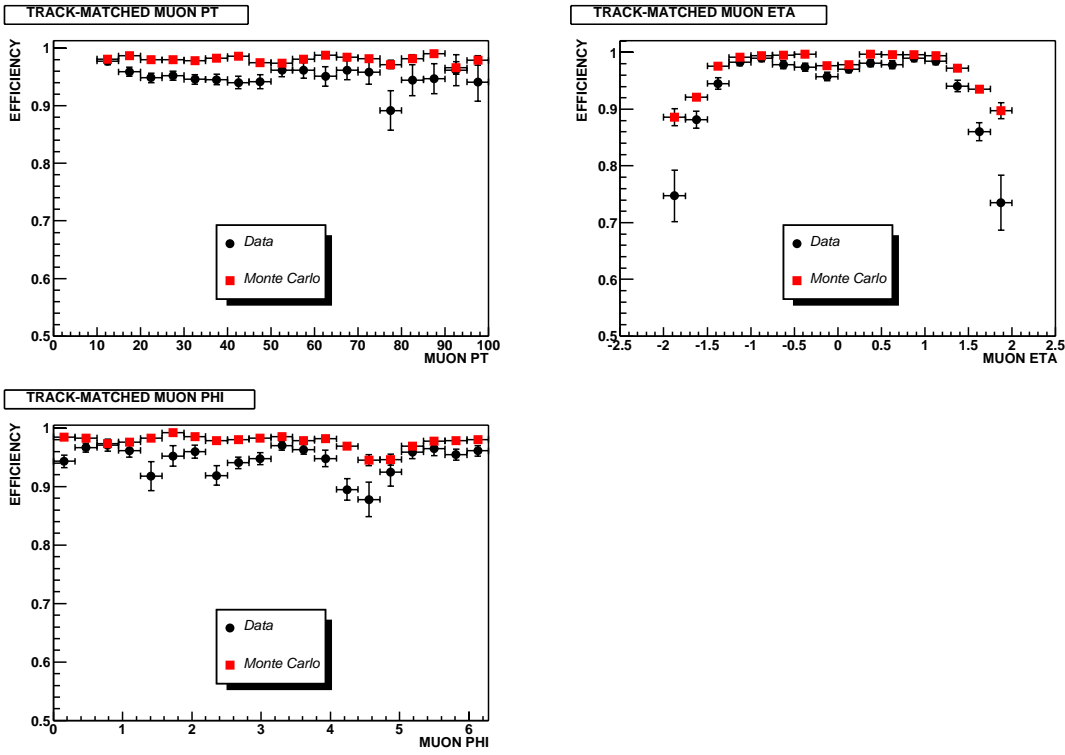 TRACK-MATCHED MUON PT
EFFICIENCY
1
0.9
0.8
0.7
0.6
0.5
0 10 20 30 40 50 60 70 80 90 100
MUON PT
Data
Monte Carlo
TRACK-MATCHED MUON ETA
EFFICIENCY
1
0.9
0.8
0.7
0.6
0.5
-2.5 -2 -1.5 -1 -0.5 0 0.5 1 1.5 2 2.5
MUON ETA
Data
Monte Carlo
TRACK-MATCHED MUON PHI
EFFICIENCY
1
0.9
0.8
0.7
0.6
0.5
0 1 2 3 4 5 6
MUON PHI
Data
Monte Carlo